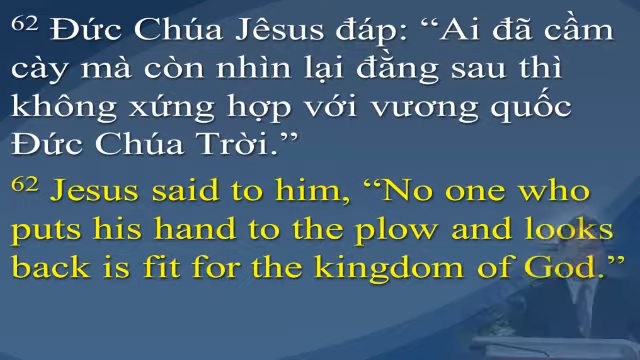 62 Đức Chúa Jêsus đáp: “Ai đã cầm
cày mà còn nhìn lại đằng sau thì
không xứng hợp với vương quốc
Đức Chúa Trời.”
62 Jesus said to him, “No one who
puts his hand to the plow and looks
back is fit for the kingdom of God.”